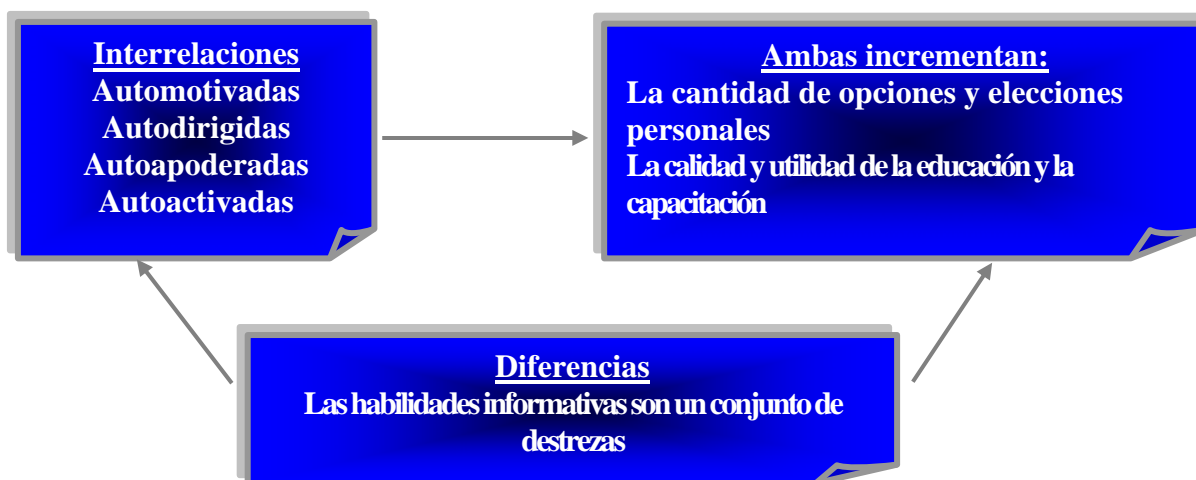 Interrelaciones
Automotivadas
Autodirigidas
Autoapoderadas
Autoactivadas
Ambas incrementan:
La cantidad de opciones y elecciones
personales
La calidad y utilidad de la educación y la
capacitación
Diferencias
Las habilidades informativas son un conjunto de
destrezas